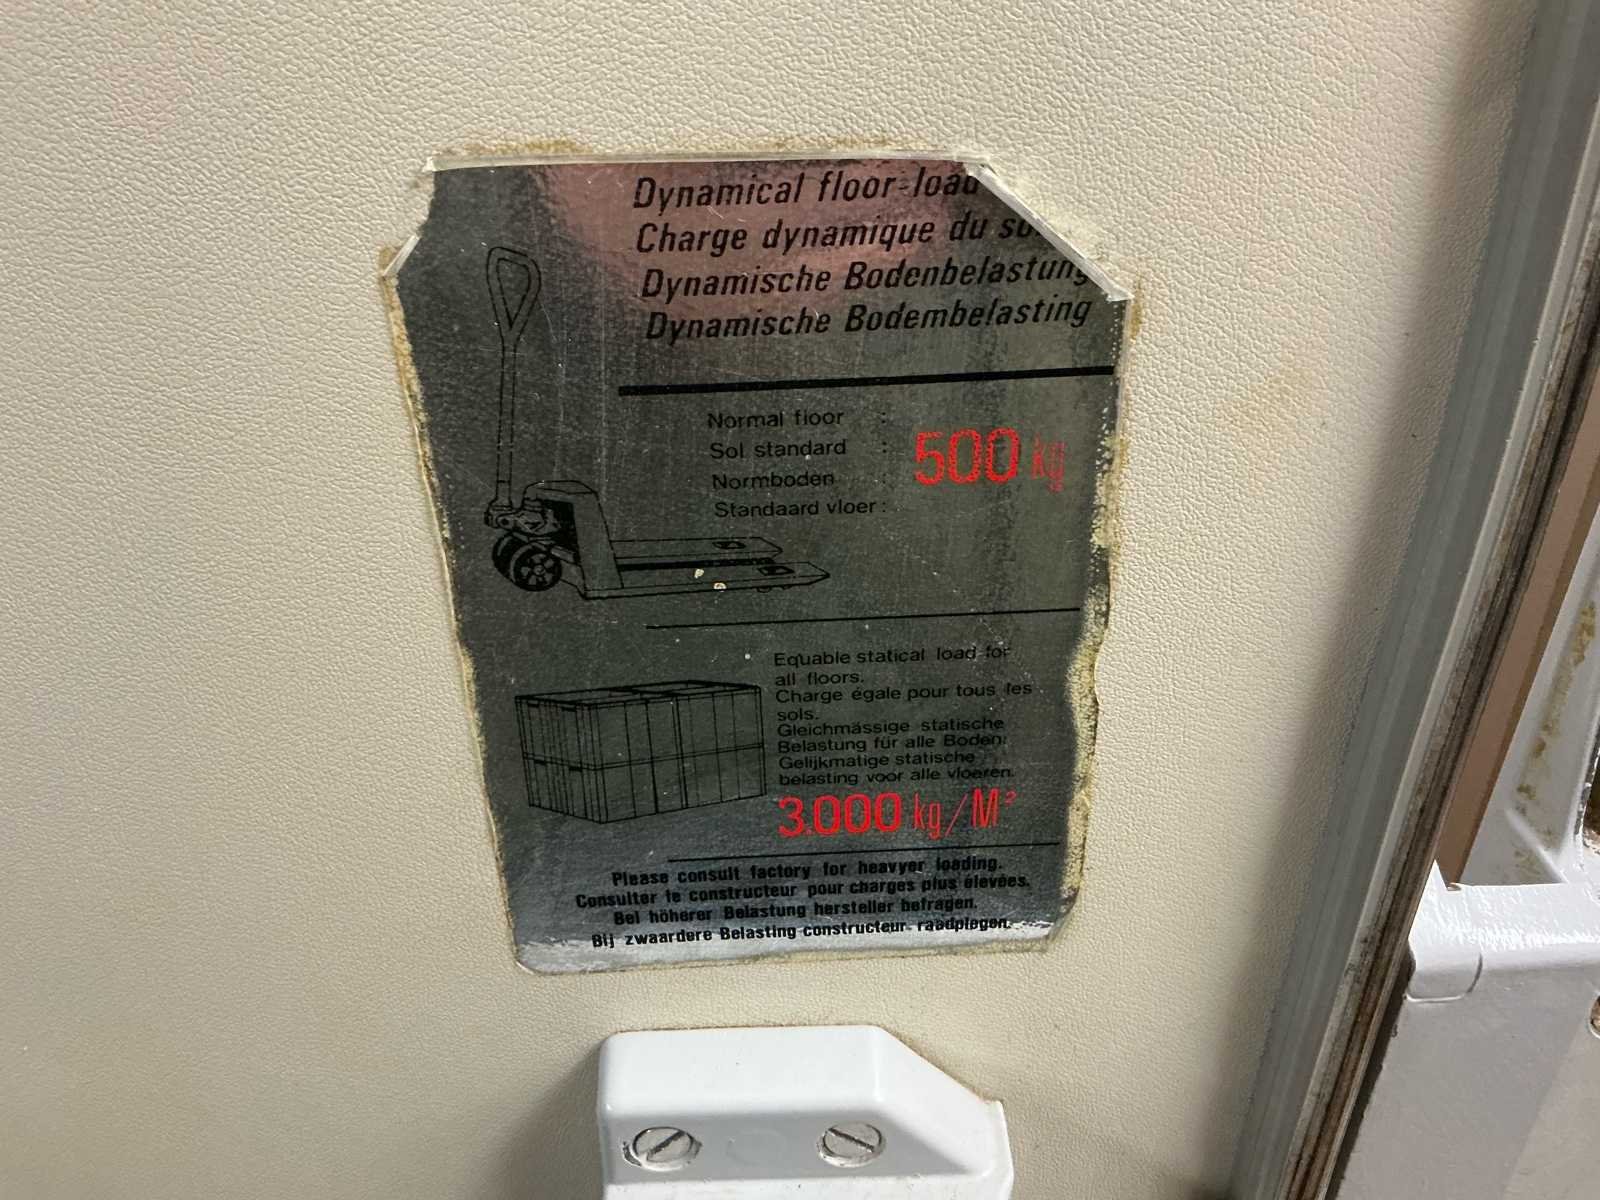 Dynamical floor-load
Charge dynamique du
Dynamische Bodenbelastung
Dynamische Bodembelasting
Normal floor :
Sol standard :
Normboden :
Standaard vloer :
500 kg
Equable statical load for
all floors.
Charge égale pour tous les
sols.
Gleichmässige statische
Belastung für alle Boden.
Gelijkmatige statische
belasting voor alle vloeren.
3.000 kg/M²
Please consult factory for heavyer loading.
Consulter le constructeur pour charges plus élevées.
Bei höherer Belastung hersteller befragen.
Bij zwaardere Belasting constructeur raadplegen.